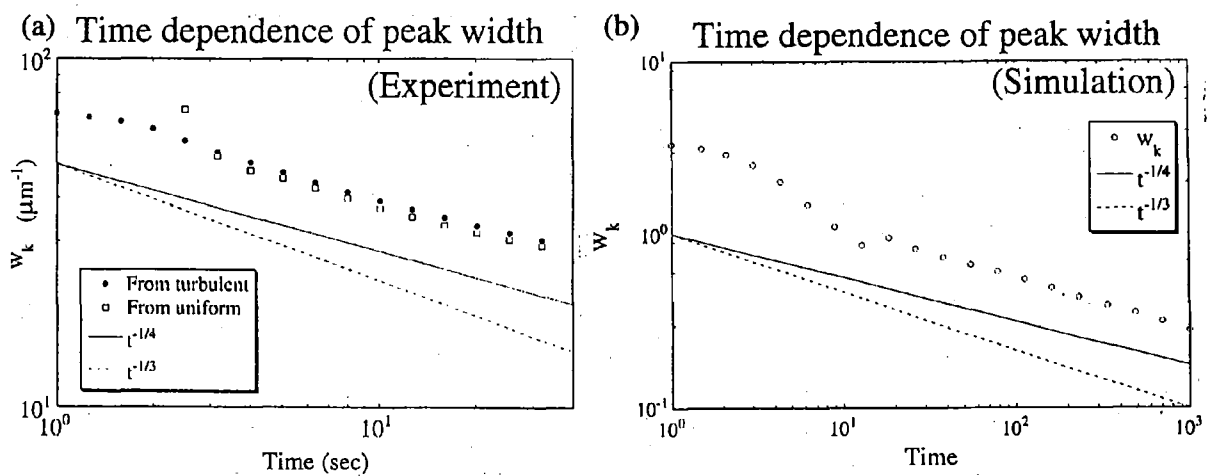 (a) Time dependence of peak width
(Experiment)
10²
w_k (μm⁻¹)
From turbulent
From uniform
t^-1/4
t^-1/3
10¹
10⁰
10¹
Time (sec)
(b) Time dependence of peak width
(Simulation)
10¹
w_k
t^-1/4
t^-1/3
w_k
10⁰
10⁻¹
10⁰
10¹
10²
10³
Time